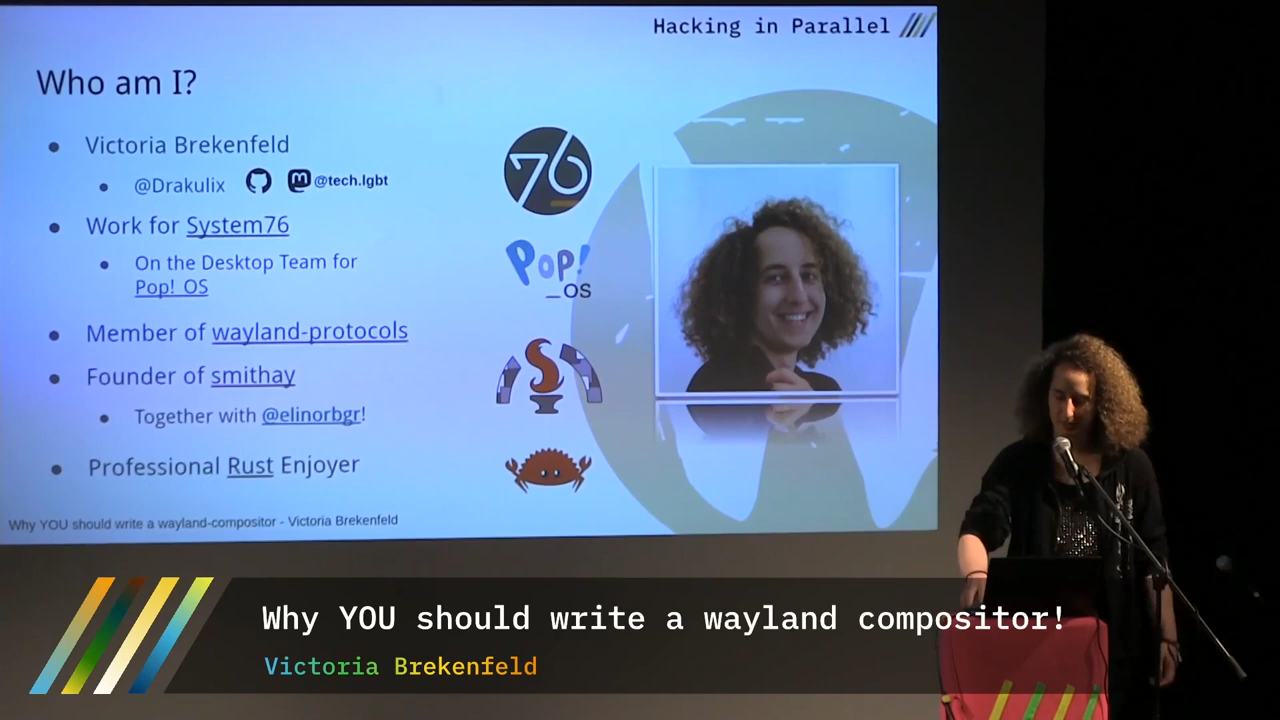 Hacking in Parallel
Who am I?
Victoria Brekenfeld
@Drakulix @tech.lgbt
Work for System76
On the Desktop Team for
Pop!_OS
Member of wayland-protocols
Founder of smithay
Together with @elinorbgr!
Professional Rust Enjoyer
76
Pop!
_OS
Why YOU should write a wayland-compositor - Victoria Brekenfeld
Why YOU should write a wayland compositor!
Victoria Brekenfeld